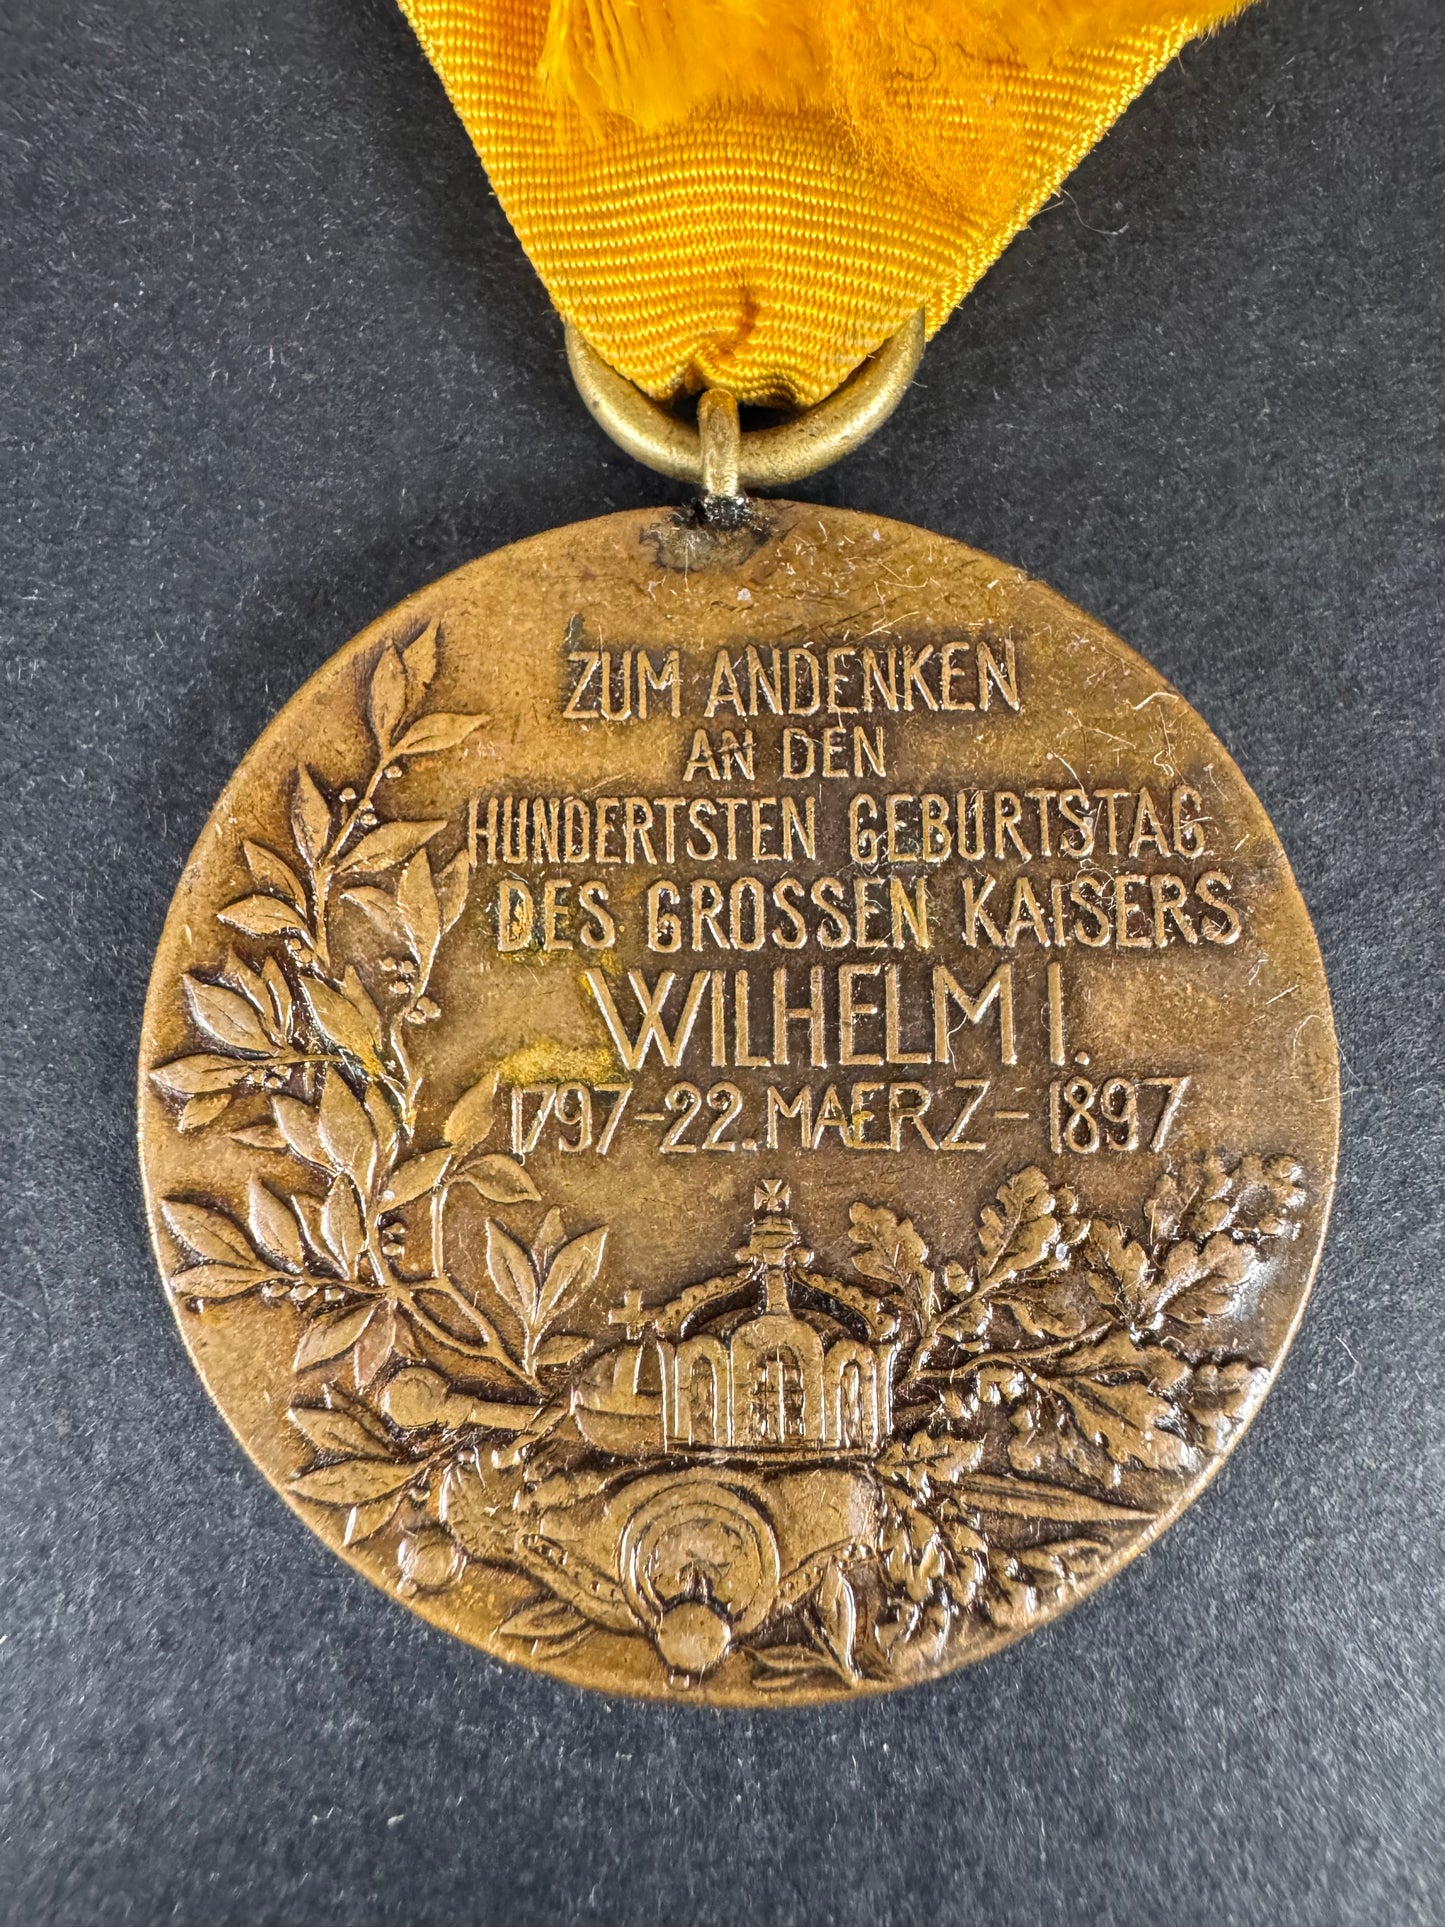 ZUM ANDENKEN
AN DEN
HUNDERTSTEN GEBURTSTAG
DES GROSSEN KAISERS
WILHELM I.
1797–22. MAERZ–1897